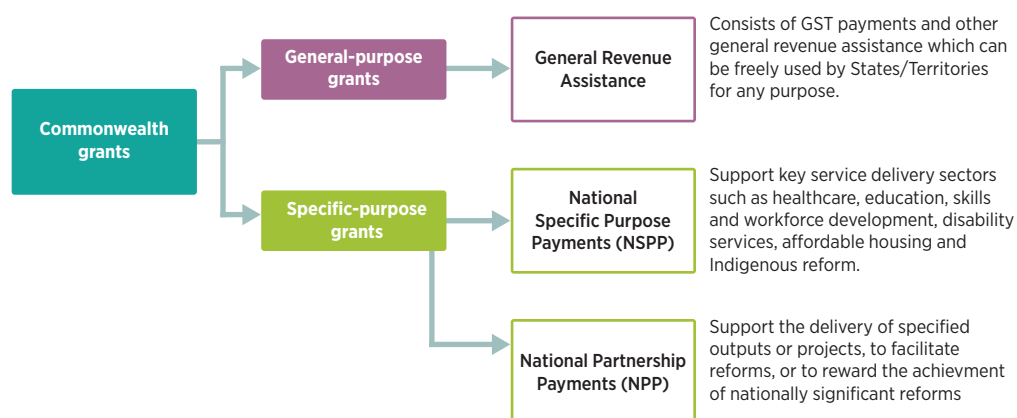 Commonwealth
grants
General-purpose
grants
General Revenue
Assistance
Consists of GST payments and other
general revenue assistance which can
be freely used by States/Territories
for any purpose.
Specific-purpose
grants
National
Specific Purpose
Payments (NSPP)
Support key service delivery sectors
such as healthcare, education, skills
and workforce development, disability
services, affordable housing and
Indigenous reform.
National Partnership
Payments (NPP)
Support the delivery of specified
outputs or projects, to facilitate
reforms, or to reward the achievment
of nationally significant reforms